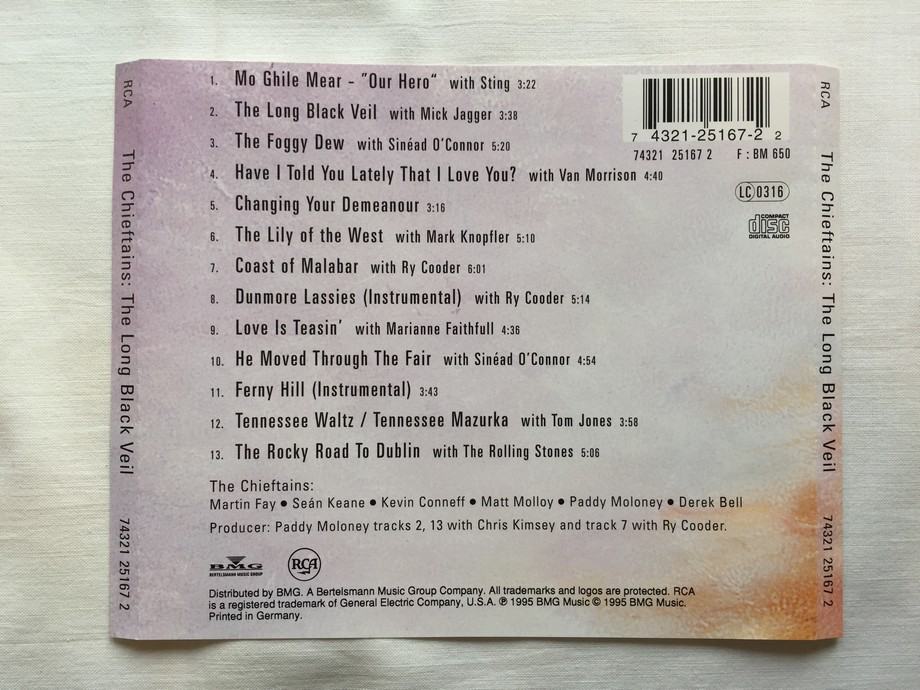 RCA
The Chieftains: The Long Black Veil
74321 25167 2
1. Mo Ghile Mear - "Our Hero“ with Sting 3:22
2. The Long Black Veil with Mick Jagger 3:38
3. The Foggy Dew with Sinéad O'Connor 5:20
4. Have I Told You Lately That I Love You? with Van Morrison 4:40
5. Changing Your Demeanour 3:16
6. The Lily of the West with Mark Knopfler 5:10
7. Coast of Malabar with Ry Cooder 6:01
8. Dunmore Lassies (Instrumental) with Ry Cooder 5:14
9. Love Is Teasin' with Marianne Faithfull 4:36
10. He Moved Through The Fair with Sinéad O'Connor 4:54
11. Ferny Hill (Instrumental) 3:43
12. Tennessee Waltz / Tennessee Mazurka with Tom Jones 3:58
13. The Rocky Road To Dublin with The Rolling Stones 5:06
7 4321-25167-2 2
74321 25167 2 F: BM 650
LC 0316
COMPACT
disc
DIGITAL AUDIO
The Chieftains:
Martin Fay ● Seán Keane ● Kevin Conneff ● Matt Molloy ● Paddy Moloney ● Derek Bell
Producer: Paddy Moloney tracks 2, 13 with Chris Kimsey and track 7 with Ry Cooder.
BMG
BERTELSMANN MUSIC GROUP
RCA
Distributed by BMG. A Bertelsmann Music Group Company. All trademarks and logos are protected. RCA
is a registered trademark of General Electric Company, U.S.A. ℗ 1995 BMG Music © 1995 BMG Music.
Printed in Germany.
RCA
The Chieftains: The Long Black Veil
74321 25167 2